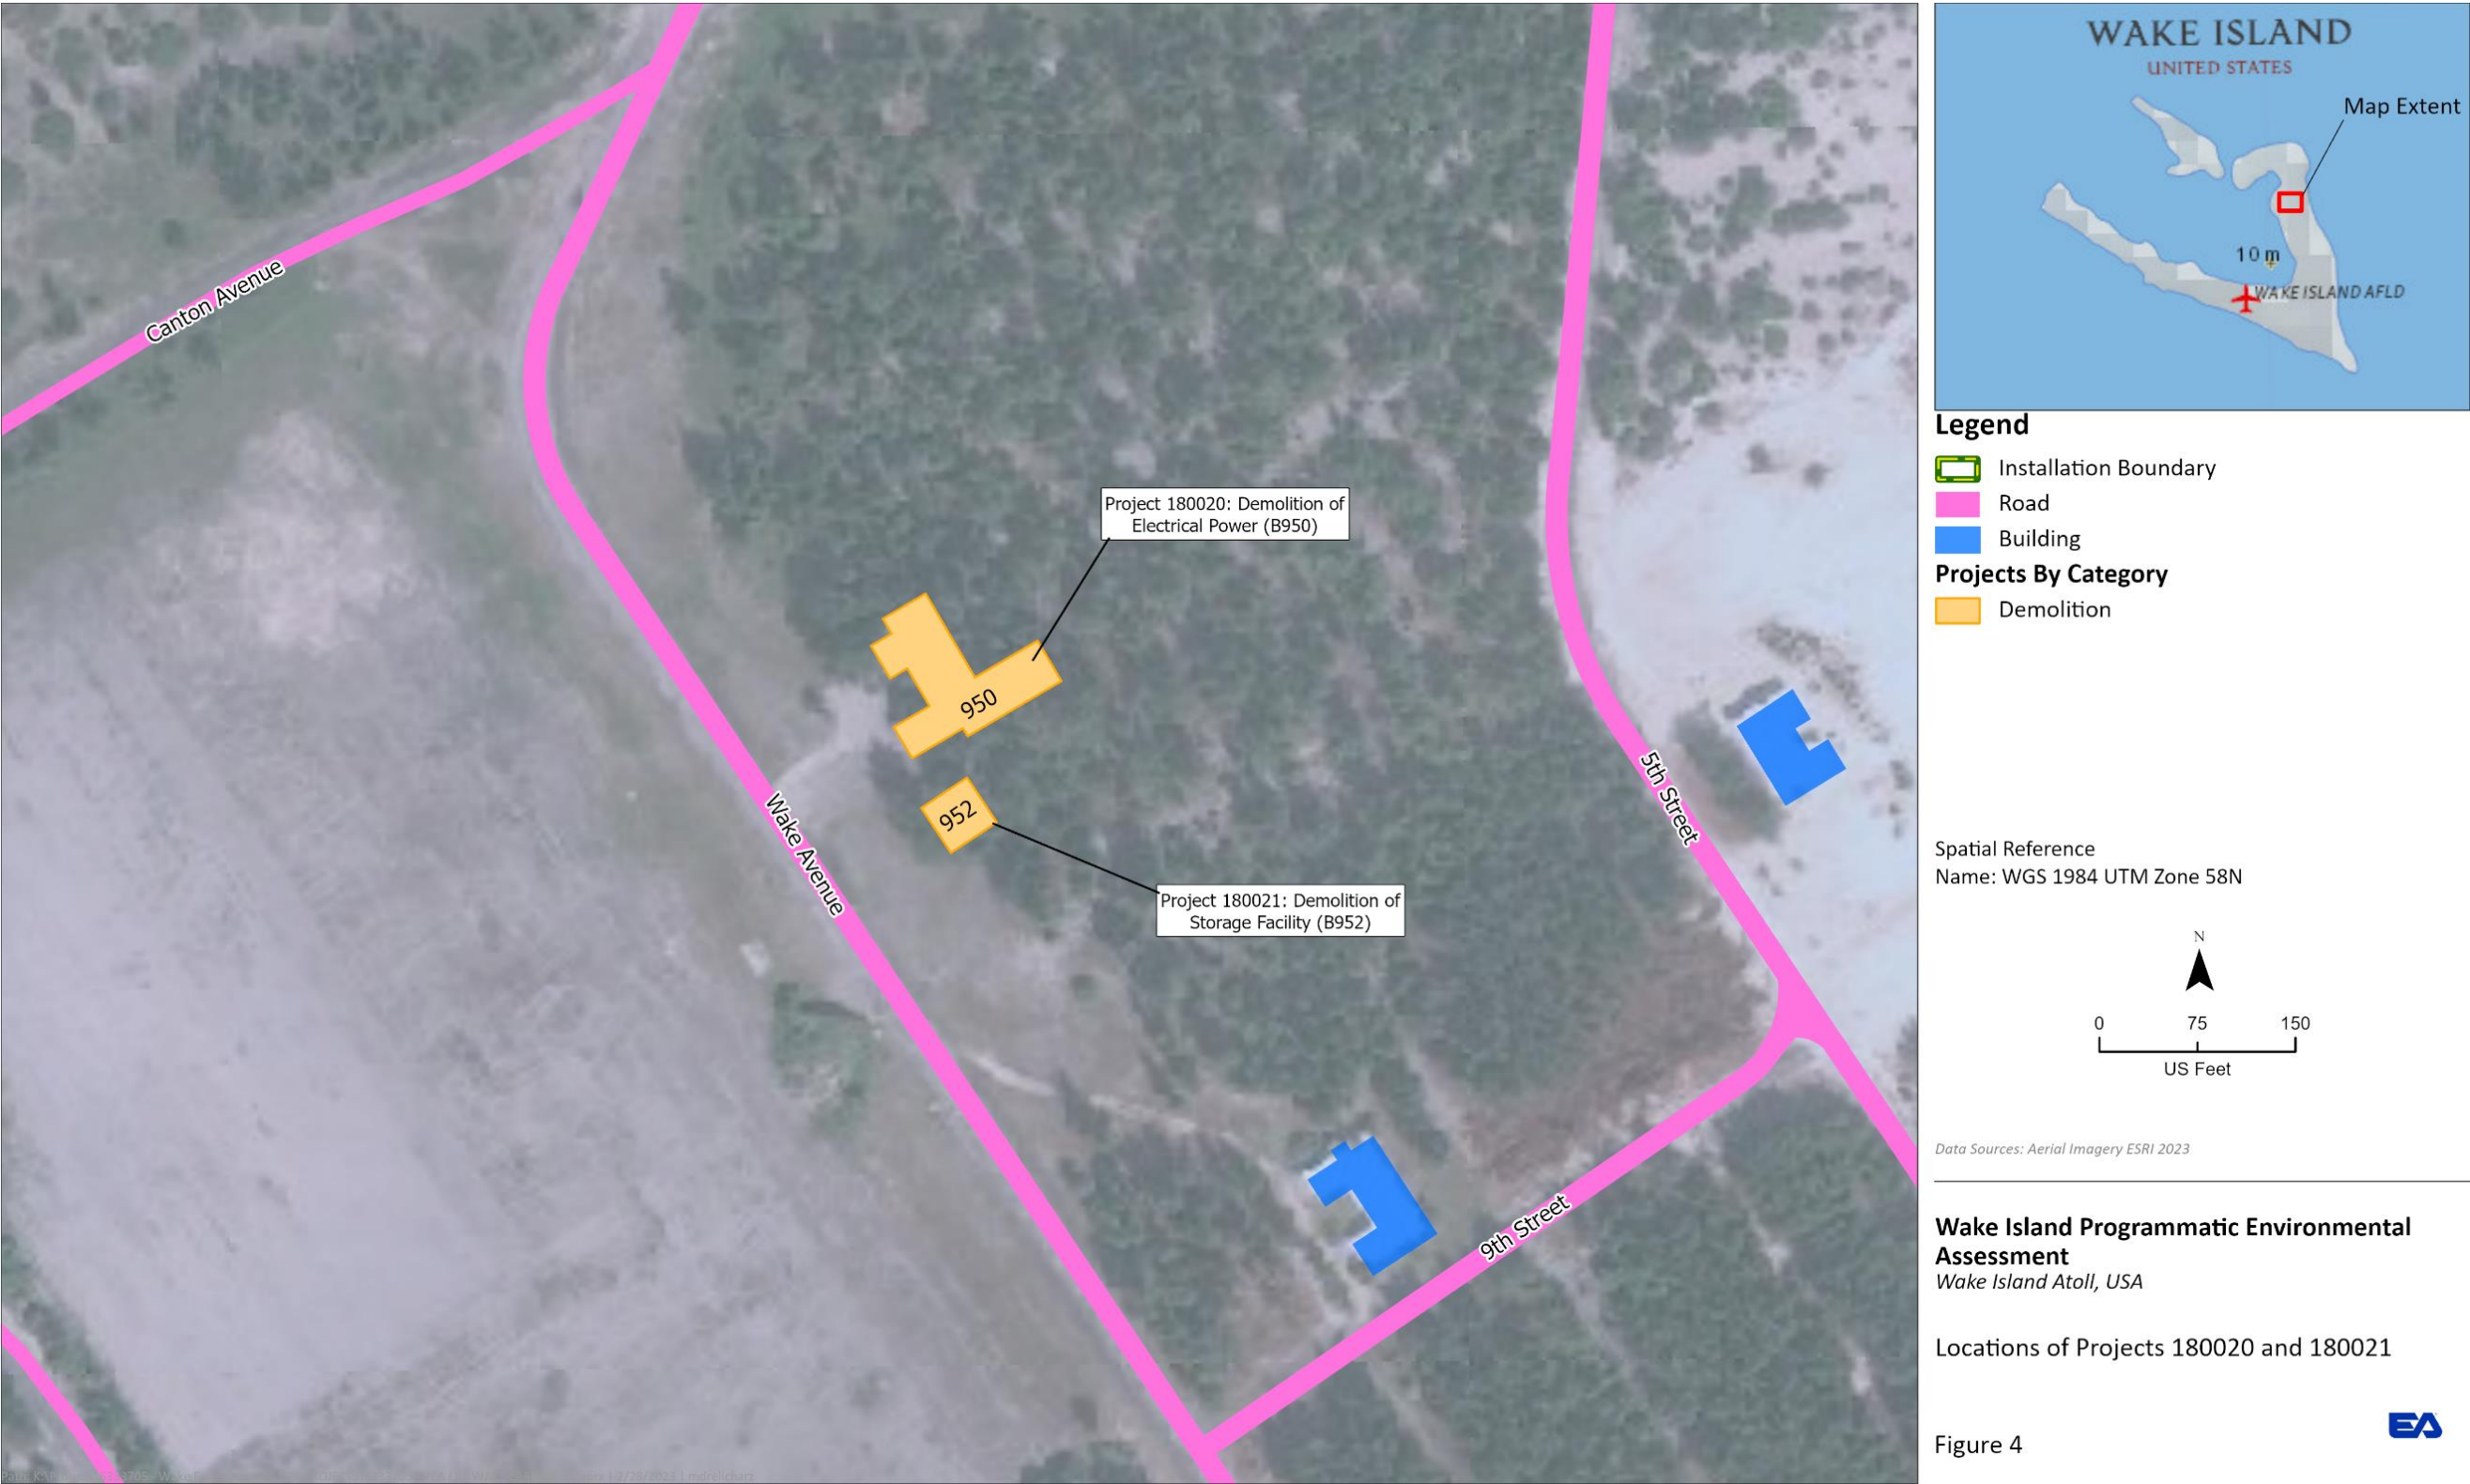 Canton Avenue
Project 180020: Demolition of
Electrical Power (B950)
950
952
Wake Avenue
Project 180021: Demolition of
Storage Facility (B952)
5th Street
9th Street
WAKE ISLAND
UNITED STATES
Map Extent
10 m
WAKE ISLAND AFLD
Legend
Installation Boundary
Road
Building
Projects By Category
Demolition
Spatial Reference
Name: WGS 1984 UTM Zone 58N
N
0 75 150
US Feet
Data Sources: Aerial Imagery ESRI 2023
Wake Island Programmatic Environmental
Assessment
Wake Island Atoll, USA
Locations of Projects 180020 and 180021
EA
Figure 4